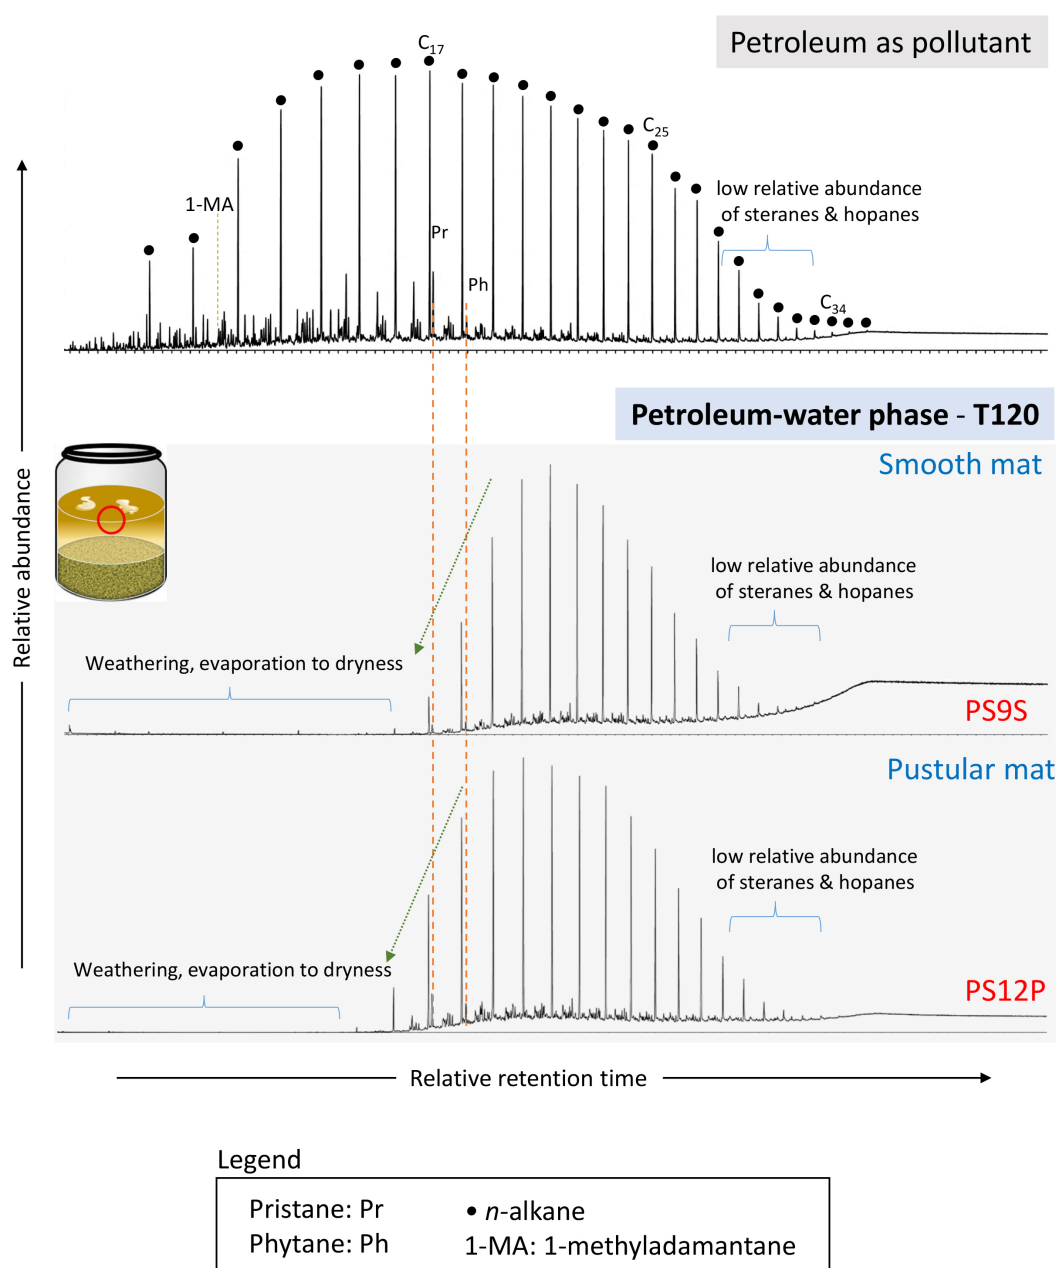 Petroleum as pollutant
C17
C25
1-MA
low relative abundance
of steranes & hopanes
Pr
Ph
C34
Petroleum-water phase - T120
Smooth mat
Relative abundance
low relative abundance
of steranes & hopanes
Weathering, evaporation to dryness
PS9S
Pustular mat
low relative abundance
of steranes & hopanes
Weathering, evaporation to dryness
PS12P
Relative retention time
Legend
Pristane: Pr
• n-alkane
Phytane: Ph
1-MA: 1-methyladamantane